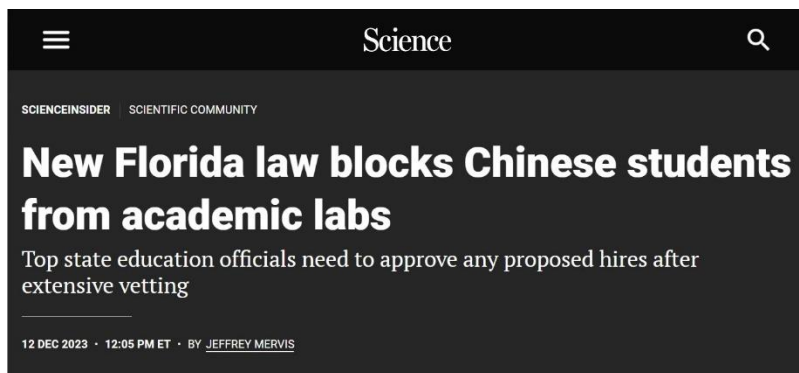 Science
SCIENCEINSIDER | SCIENTIFIC COMMUNITY
New Florida law blocks Chinese students
from academic labs
Top state education officials need to approve any proposed hires after
extensive vetting
12 DEC 2023 • 12:05 PM ET • BY JEFFREY MERVIS